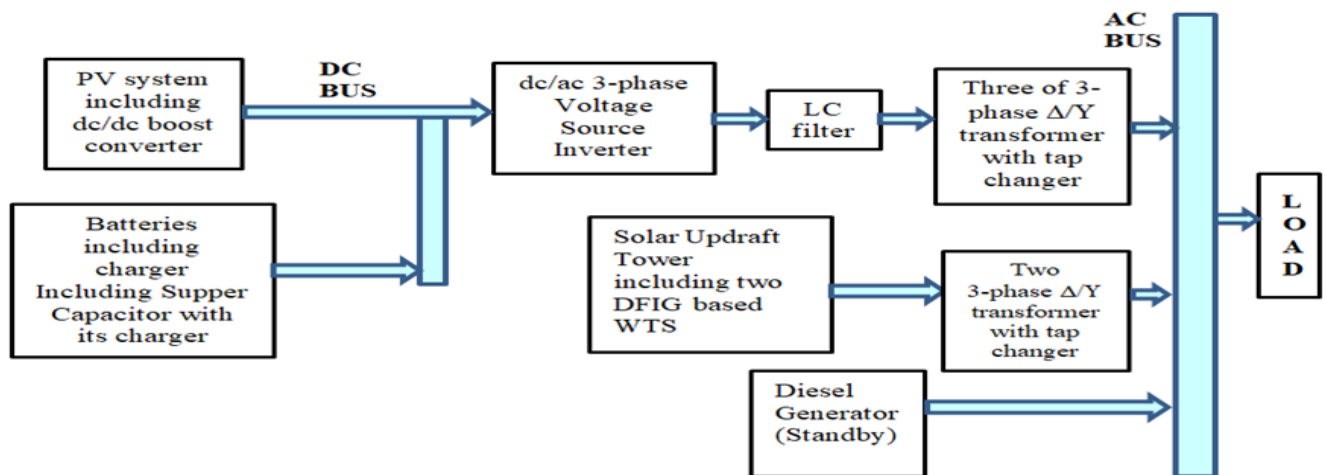 PV system
including
dc/dc boost
converter
DC
BUS
dc/ac 3-phase
Voltage
Source
Inverter
LC
filter
Three of 3-
phase Δ/Y
transformer
with tap
changer
AC
BUS
L
O
A
D
Batteries
including
charger
Including Supper
Capacitor with
its charger
Solar Updraft
Tower
including two
DFIG based
WTS
Two
3-phase Δ/Y
transformer
with tap
changer
Diesel
Generator
(Standby)